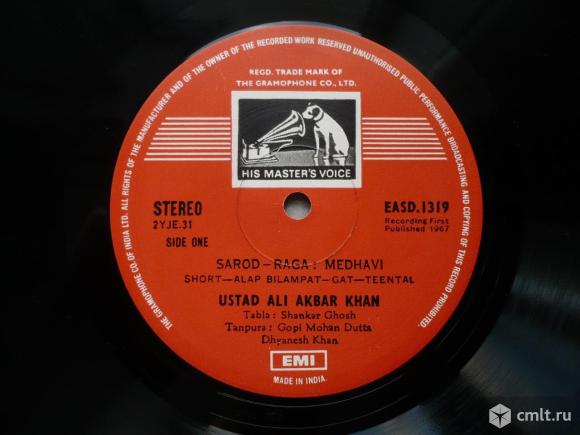 THE GRAMOPHONE CO. OF INDIA LTD. ALL RIGHTS OF THE MANUFACTURER AND OF THE OWNER OF THE RECORDED WORK RESERVED UNAUTHORISED PUBLIC PERFORMANCE BROADCASTING AND COPYING OF THIS RECORD PROHIBITED.
REGD. TRADE MARK OF
THE GRAMOPHONE CO., LTD.
HIS MASTER'S VOICE
STEREO
2YJE.31
SIDE ONE
EASD.1319
Recording First
Published 1967
SAROD-RAGA: MEDHAVI
SHORT-ALAP BILAMPAT-GAT-TEENTAL
USTAD ALI AKBAR KHAN
Tabla: Shankar Ghosh
Tanpura: Gopi Mohan Dutta
Dhyanesh Khan
EMI
MADE IN INDIA.
cmlt.ru